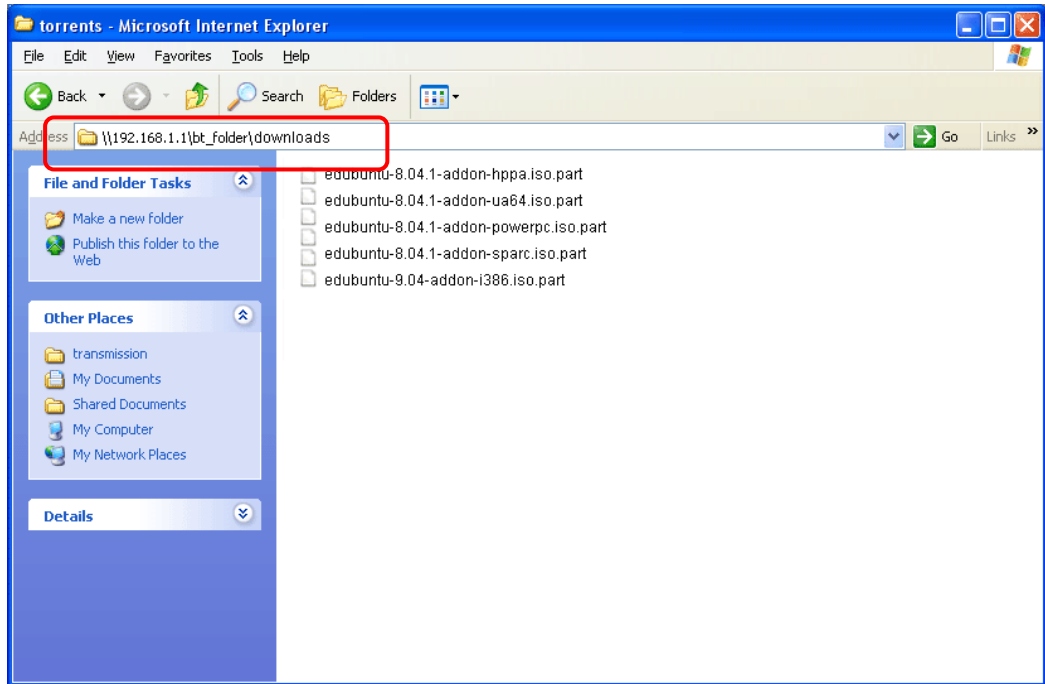 torrents - Microsoft Internet Explorer
File Edit View Favorites Tools Help
Back Search Folders
Address \\192.168.1.1\bt_folder\downloads Go Links »
File and Folder Tasks
Make a new folder
Publish this folder to the
Web
Other Places
transmission
My Documents
Shared Documents
My Computer
My Network Places
Details
edubuntu-8.04.1-addon-hppa.iso.part
edubuntu-8.04.1-addon-ua64.iso.part
edubuntu-8.04.1-addon-powerpc.iso.part
edubuntu-8.04.1-addon-sparc.iso.part
edubuntu-9.04-addon-i386.iso.part